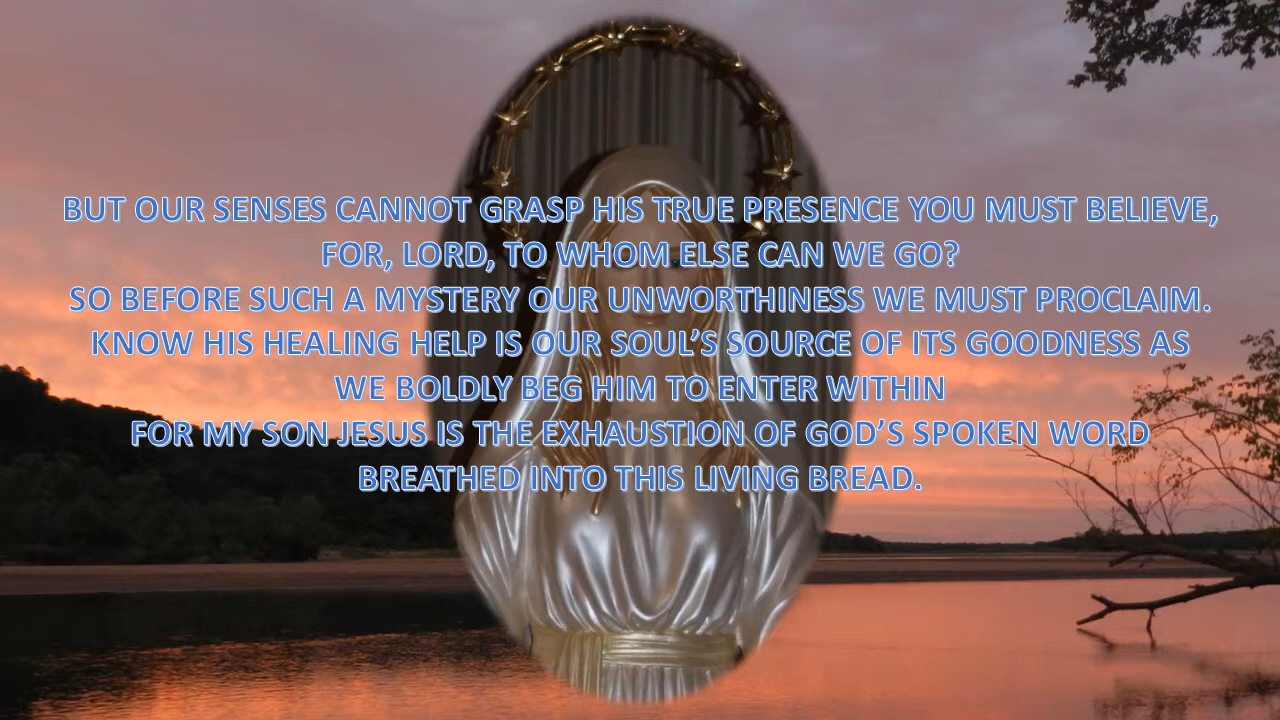 BUT OUR SENSES CANNOT GRASP HIS TRUE PRESENCE YOU MUST BELIEVE,
FOR, LORD, TO WHOM ELSE CAN WE GO?
SO BEFORE SUCH A MYSTERY OUR UNWORTHINESS WE MUST PROCLAIM.
KNOW HIS HEALING HELP IS OUR SOUL’S SOURCE OF ITS GOODNESS AS
WE BOLDLY BEG HIM TO ENTER WITHIN
FOR MY SON JESUS IS THE EXHAUSTION OF GOD’S SPOKEN WORD
BREATHED INTO THIS LIVING BREAD.